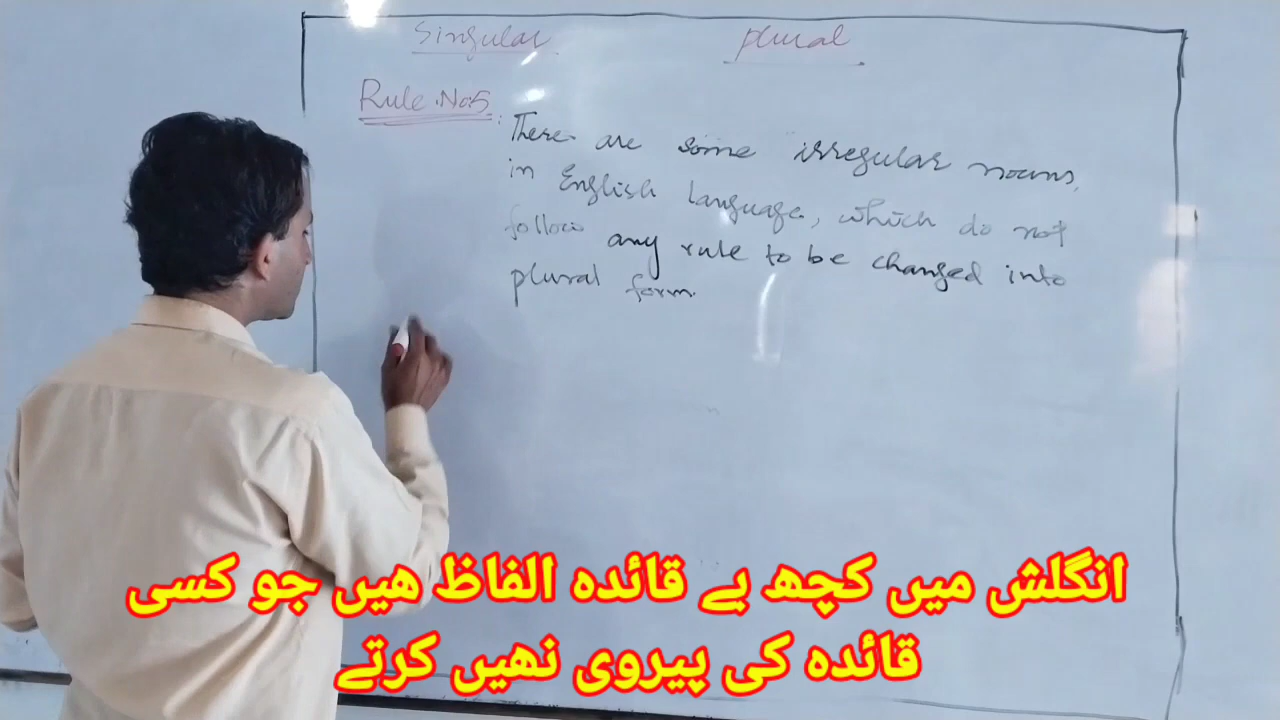 Singular plural
Rule No:5:
There are some irregular nouns,
in English language, which do not
follow any rule to be changed into
plural form.
انگلش میں کچھ بے قائدہ الفاظ ھیں جو کسی
قائدہ کی پیروی نھیں کرتے